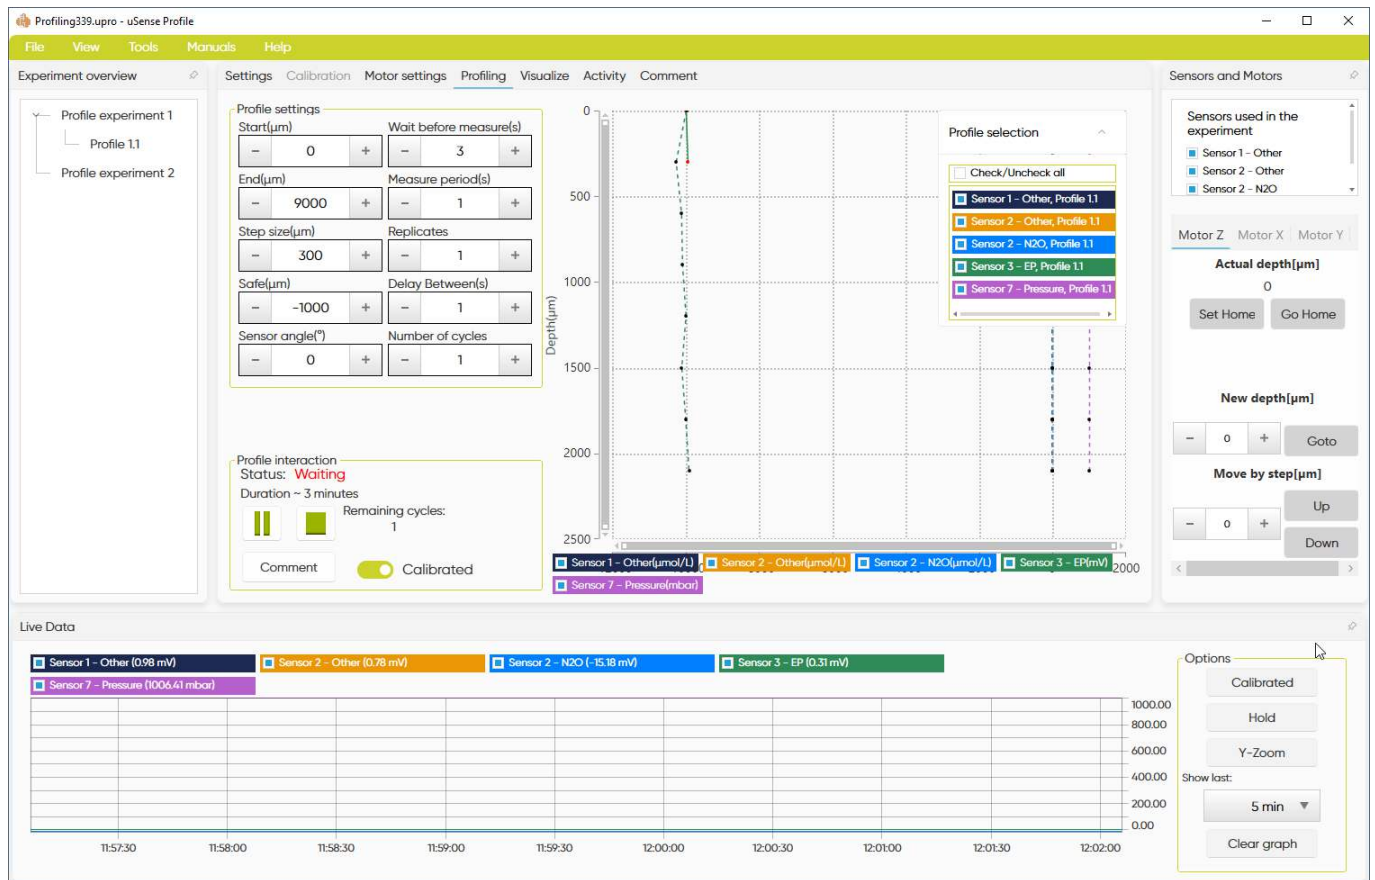 Profiling339.upro - uSense Profile
File View Tools Manuals Help
Experiment overview
Profile experiment 1
Profile 1.1
Profile experiment 2
Settings Calibration Motor settings Profiling Visualize Activity Comment
Profile settings
Start(µm) Wait before measure(s)
- 0 + - 3 +
End(µm) Measure period(s)
- 9000 + - 1 +
Step size(µm) Replicates
- 300 + - 1 +
Safe(µm) Delay Between(s)
- -1000 + - 1 +
Sensor angle(°) Number of cycles
- 0 + - 1 +
Profile interaction
Status: Waiting
Duration ~ 3 minutes
Remaining cycles:
1
Comment
Calibrated
Depth(µm)
0
500
1000
1500
2000
2500
2000
Profile selection
Check/Uncheck all
Sensor 1 - Other, Profile 1.1
Sensor 2 - Other, Profile 1.1
Sensor 2 - N2O, Profile 1.1
Sensor 3 - EP, Profile 1.1
Sensor 7 - Pressure, Profile 1.1
Sensor 1 - Other(µmol/L) Sensor 2 - Other(µmol/L) Sensor 2 - N2O(µmol/L) Sensor 3 - EP(mV)
Sensor 7 - Pressure(mbar)
Sensors and Motors
Sensors used in the
experiment
Sensor 1 - Other
Sensor 2 - Other
Sensor 2 - N2O
Motor Z Motor X Motor Y
Actual depth[µm]
0
Set Home Go Home
New depth[µm]
- 0 + Goto
Move by step[µm]
Up
- 0 +
Down
Live Data
Sensor 1 - Other (0.98 mV) Sensor 2 - Other (0.78 mV) Sensor 2 - N2O (-15.18 mV) Sensor 3 - EP (0.31 mV)
Sensor 7 - Pressure (1006.41 mbar)
1000.00
800.00
600.00
400.00
200.00
0.00
11:57:30 11:58:00 11:58:30 11:59:00 11:59:30 12:00:00 12:00:30 12:01:00 12:01:30 12:02:00
Options
Calibrated
Hold
Y-Zoom
Show last:
5 min
Clear graph